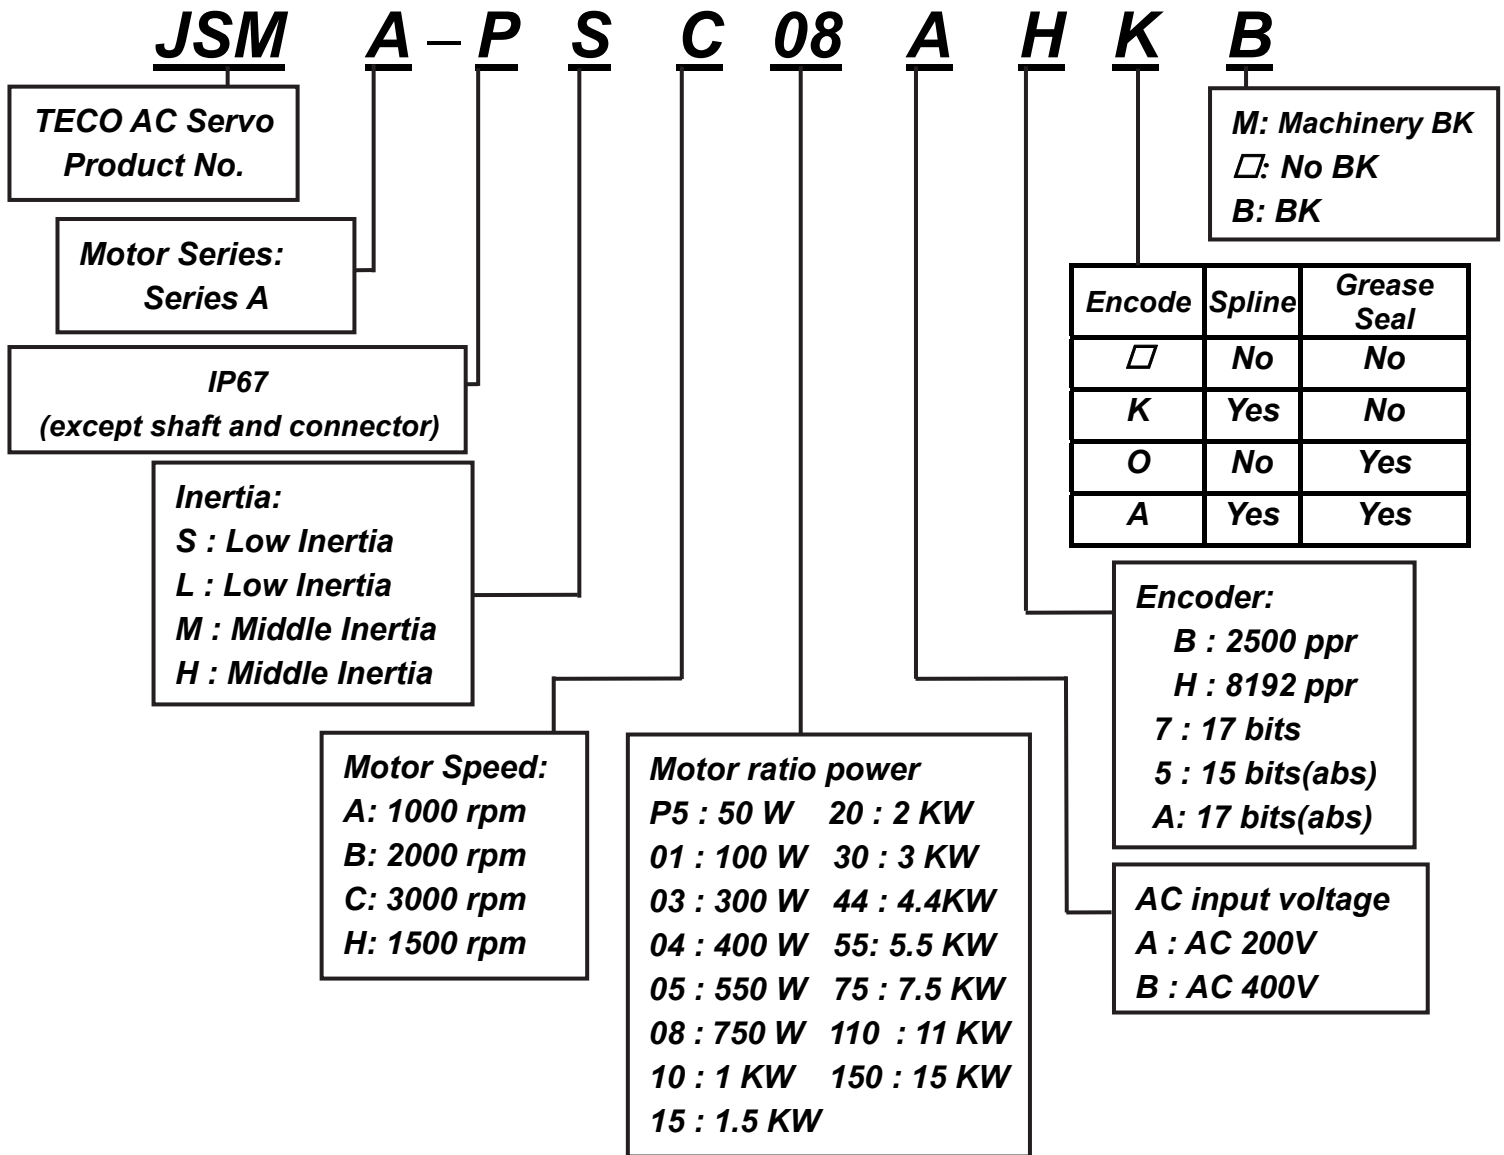 JSM A – P S C 08 A H K B
TECO AC Servo
Product No.
Motor Series:
Series A
IP67
(except shaft and connector)
Inertia:
S : Low Inertia
L : Low Inertia
M : Middle Inertia
H : Middle Inertia
Motor Speed:
A: 1000 rpm
B: 2000 rpm
C: 3000 rpm
H: 1500 rpm
Motor ratio power
P5 : 50 W 20 : 2 KW
01 : 100 W 30 : 3 KW
03 : 300 W 44 : 4.4KW
04 : 400 W 55: 5.5 KW
05 : 550 W 75 : 7.5 KW
08 : 750 W 110 : 11 KW
10 : 1 KW 150 : 15 KW
15 : 1.5 KW
M: Machinery BK
□: No BK
B: BK
Encode Spline Grease Seal
□ No No
K Yes No
O No Yes
A Yes Yes
Encoder:
B : 2500 ppr
H : 8192 ppr
7 : 17 bits
5 : 15 bits(abs)
A: 17 bits(abs)
AC input voltage
A : AC 200V
B : AC 400V